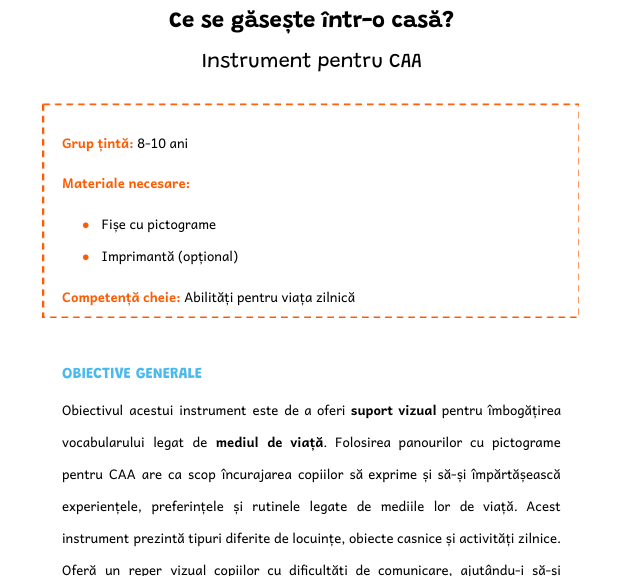 Ce se găsește într-o casă?
Instrument pentru CAA
Grup țintă: 8-10 ani
Materiale necesare:
● Fișe cu pictograme
● Imprimantă (opțional)
Competență cheie: Abilități pentru viața zilnică
OBIECTIVE GENERALE
Obiectivul acestui instrument este de a oferi suport vizual pentru îmbogățirea
vocabularului legat de mediul de viață. Folosirea panourilor cu pictograme
pentru CAA are ca scop încurajarea copiilor să exprime și să-și împărtășească
experiențele, preferințele și rutinele legate de mediile lor de viață. Acest
instrument prezintă tipuri diferite de locuințe, obiecte casnice și activități zilnice.
Oferă un reper vizual copiilor cu dificultăți de comunicare, ajutându-i să-și